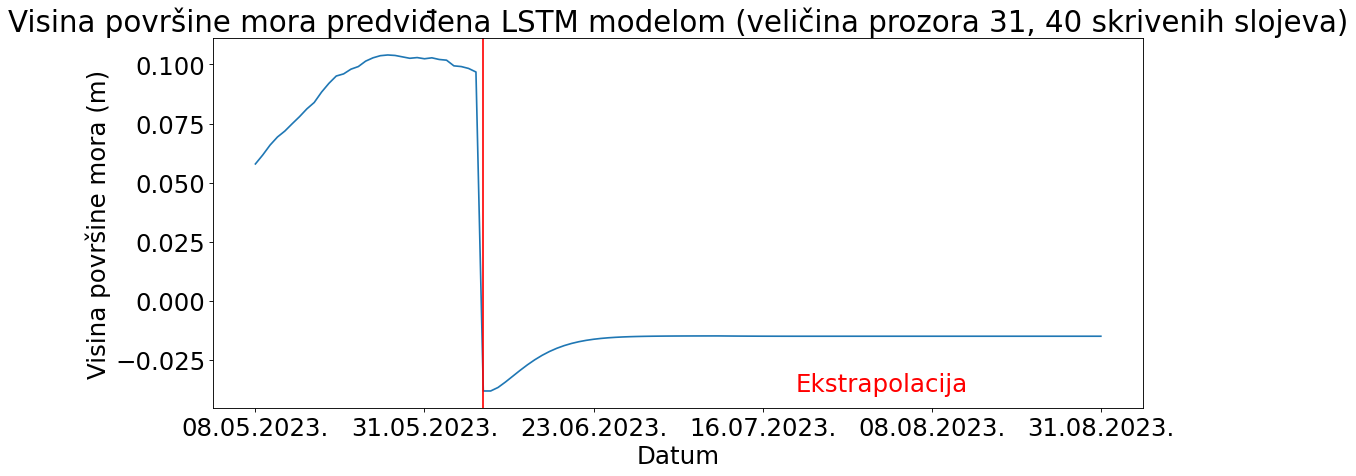 Visina površine mora predviđena LSTM modelom (veličina prozora 31, 40 skrivenih slojeva)
Visina površine mora (m)
0.100
0.075
0.050
0.025
0.000
−0.025
Ekstrapolacija
08.05.2023. 31.05.2023. 23.06.2023. 16.07.2023. 08.08.2023. 31.08.2023.
Datum